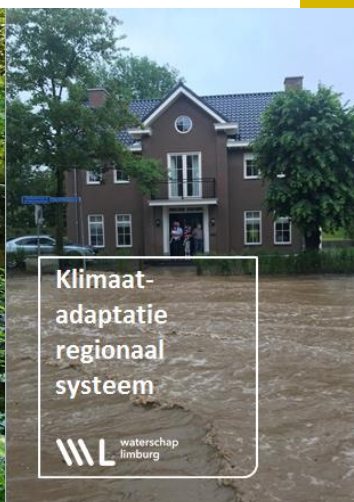 Klimaat-
adaptatie
regionaal
systeem
waterschap
limburg